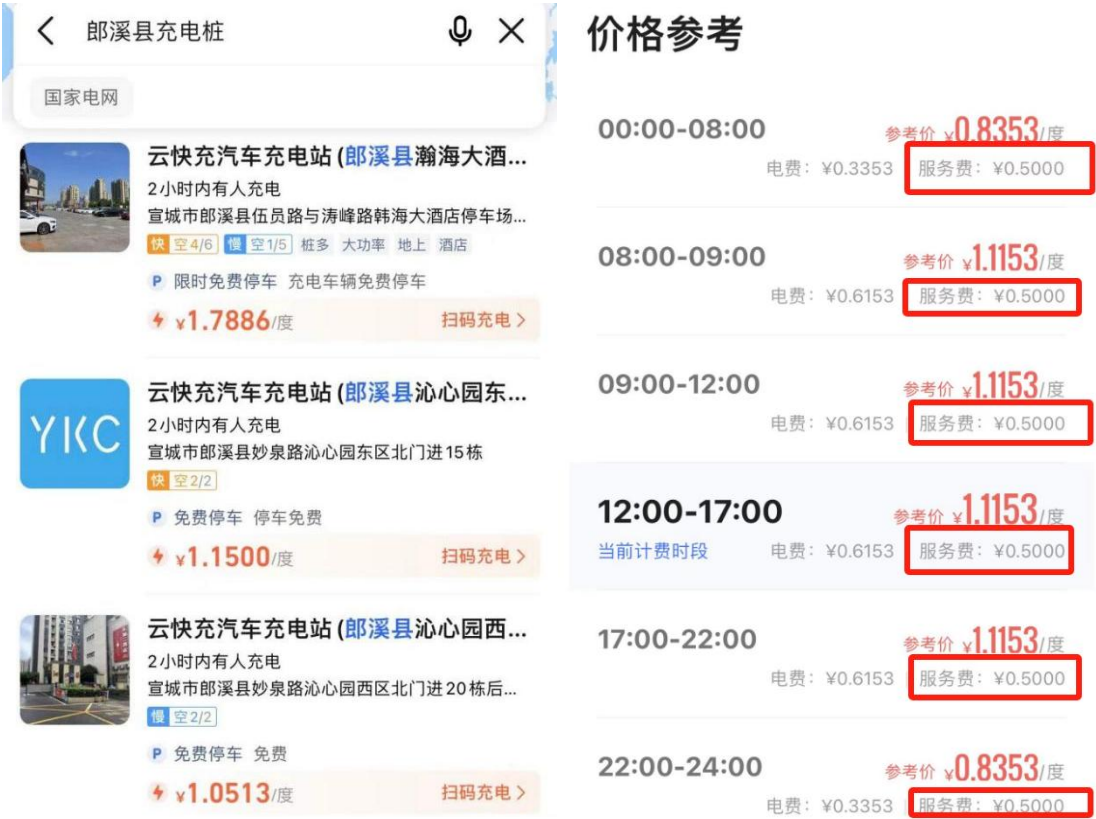 郎溪县充电桩
国家电网
云快充汽车充电站(郎溪县瀚海大酒...
2小时内有人充电
宣城市郎溪县伍员路与涛峰路韩海大酒店停车场...
快 空4/6 慢 空1/5 桩多 大功率 地上 酒店
P 限时免费停车 充电车辆免费停车
¥1.7886/度 扫码充电
YKC
云快充汽车充电站(郎溪县沁心园东...
2小时内有人充电
宣城市郎溪县妙泉路沁心园东区北门进15栋
快 空2/2
P 免费停车 停车免费
¥1.1500/度 扫码充电
云快充汽车充电站(郎溪县沁心园西...
2小时内有人充电
宣城市郎溪县妙泉路沁心园西区北门进20栋后...
慢 空2/2
P 免费停车 免费
¥1.0513/度 扫码充电
价格参考
00:00-08:00 参考价 ¥0.8353/度
电费：¥0.3353 服务费：¥0.5000
08:00-09:00 参考价 ¥1.1153/度
电费：¥0.6153 服务费：¥0.5000
09:00-12:00 参考价 ¥1.1153/度
电费：¥0.6153 服务费：¥0.5000
12:00-17:00 参考价 ¥1.1153/度
当前计费时段 电费：¥0.6153 服务费：¥0.5000
17:00-22:00 参考价 ¥1.1153/度
电费：¥0.6153 服务费：¥0.5000
22:00-24:00 参考价 ¥0.8353/度
电费：¥0.3353 服务费：¥0.5000